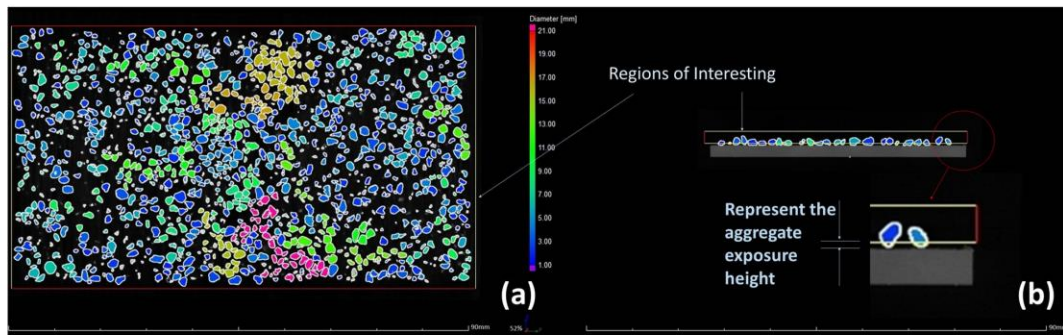 Diameter [mm]
21.00
19.00
17.00
15.00
13.00
11.00
9.00
7.00
5.00
3.00
1.00
Regions of Interesting
Represent the
aggregate
exposure
height
(a)
(b)
90mm
52%
90mm